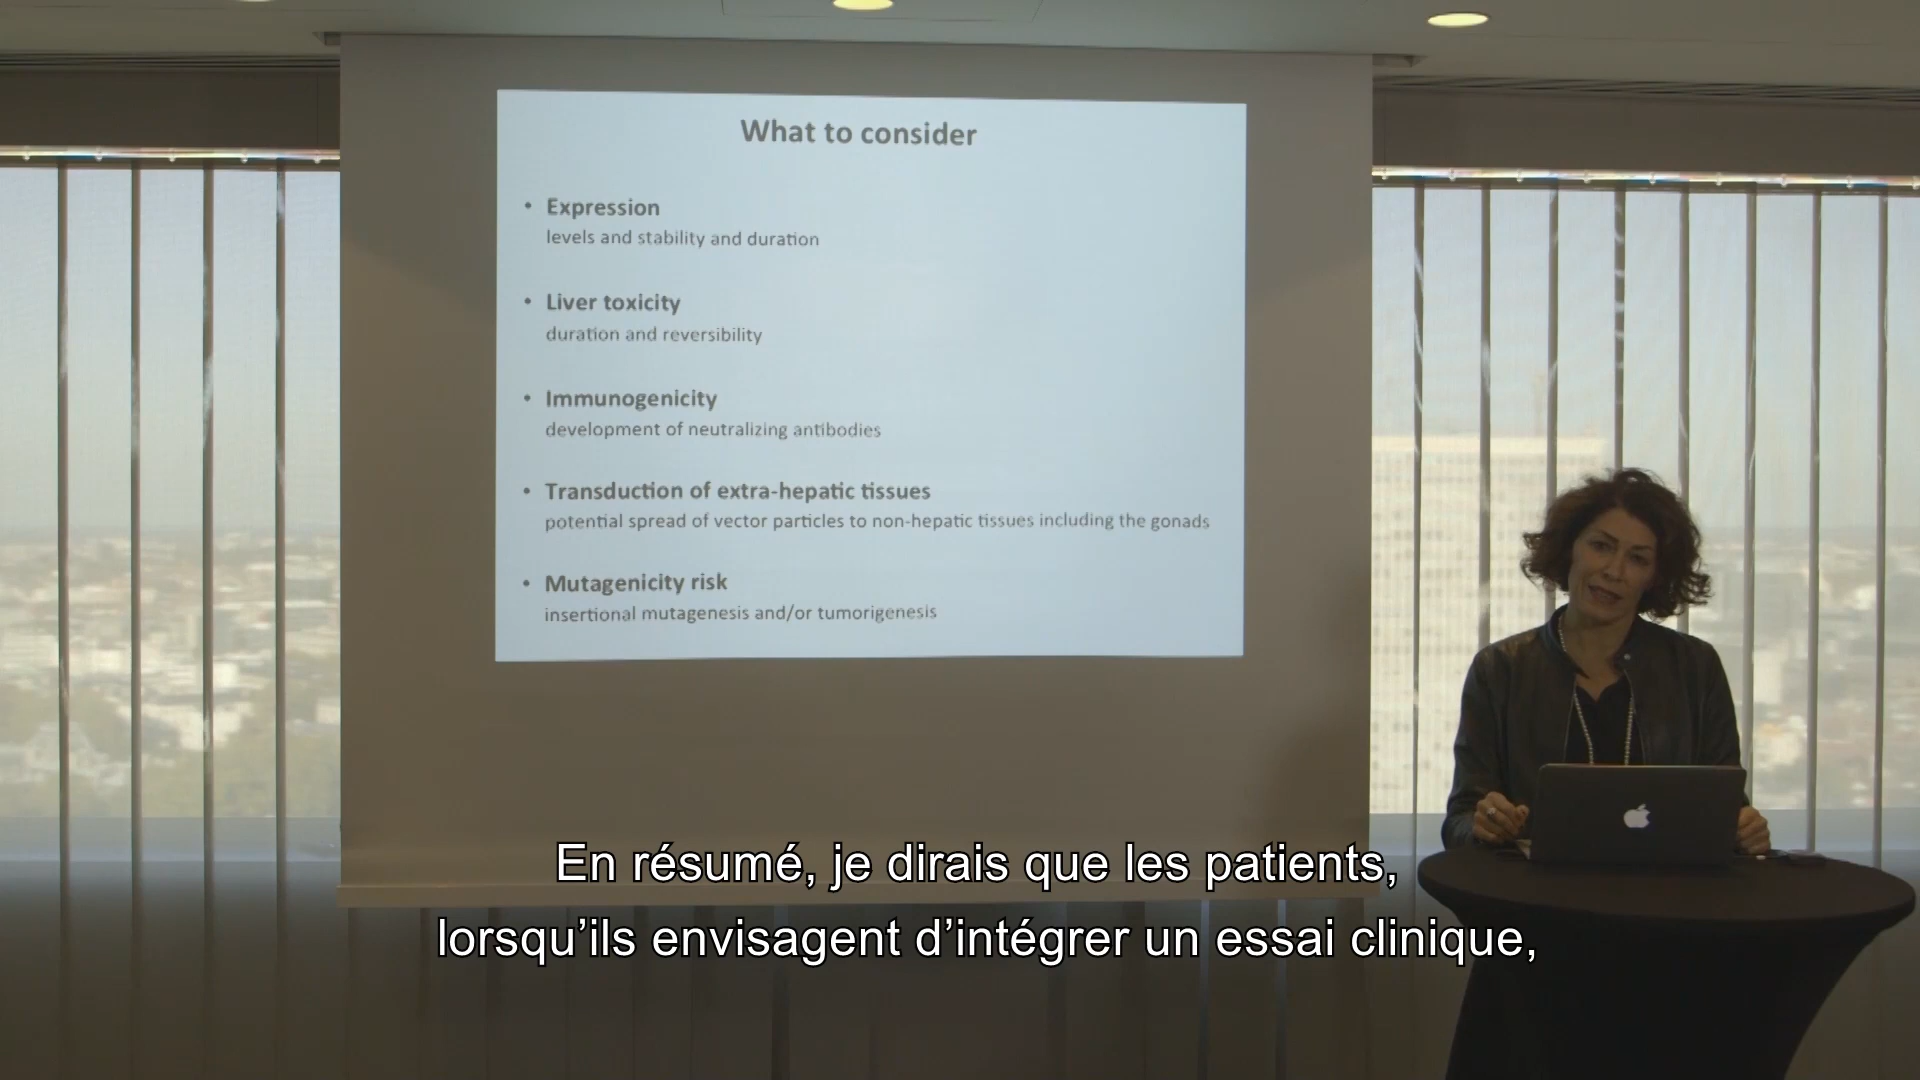 What to consider
• Expression
levels and stability and duration
• Liver toxicity
duration and reversibility
• Immunogenicity
development of neutralizing antibodies
• Transduction of extra-hepatic tissues
potential spread of vector particles to non-hepatic tissues including the gonads
• Mutagenicity risk
insertional mutagenesis and/or tumorigenesis
En résumé, je dirais que les patients,
lorsqu’ils envisagent d’intégrer un essai clinique,